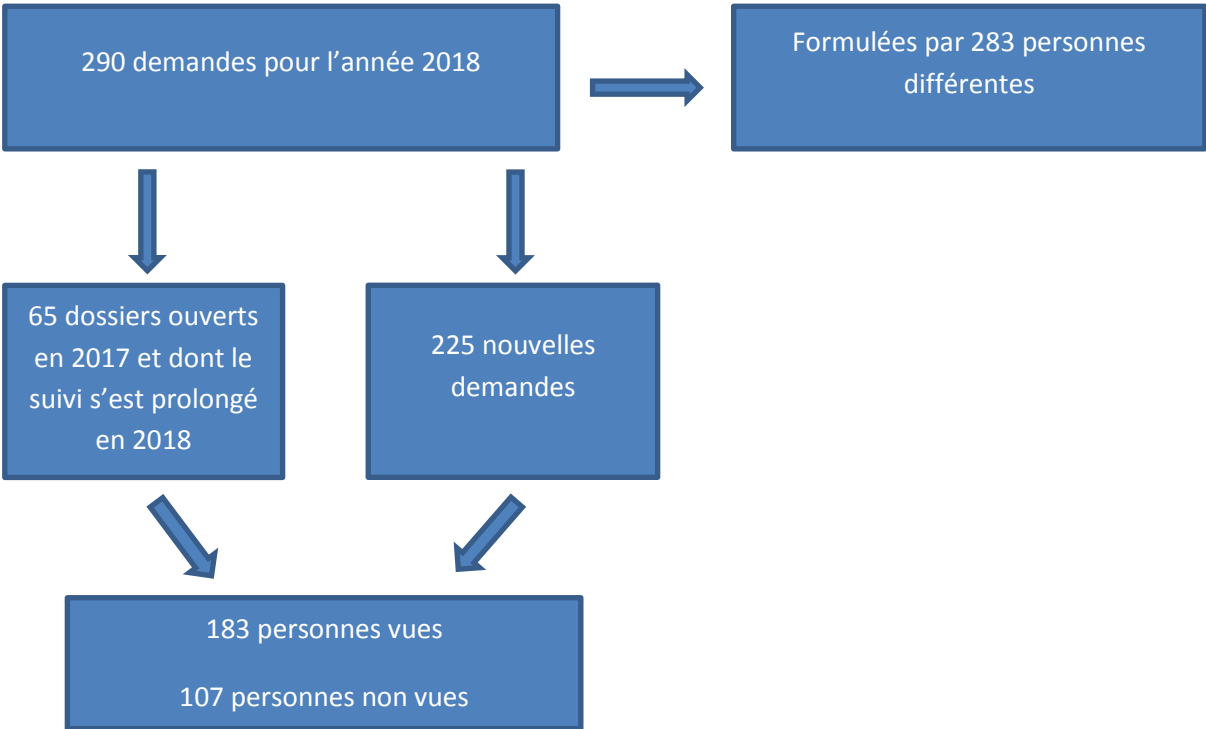 290 demandes pour l’année 2018
Formulées par 283 personnes
différentes
65 dossiers ouverts
en 2017 et dont le
suivi s’est prolongé
en 2018
225 nouvelles
demandes
183 personnes vues
107 personnes non vues